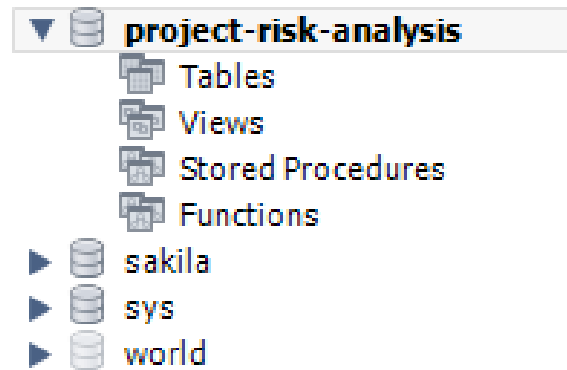 project-risk-analysis
Tables
Views
Stored Procedures
Functions
sakila
sys
world